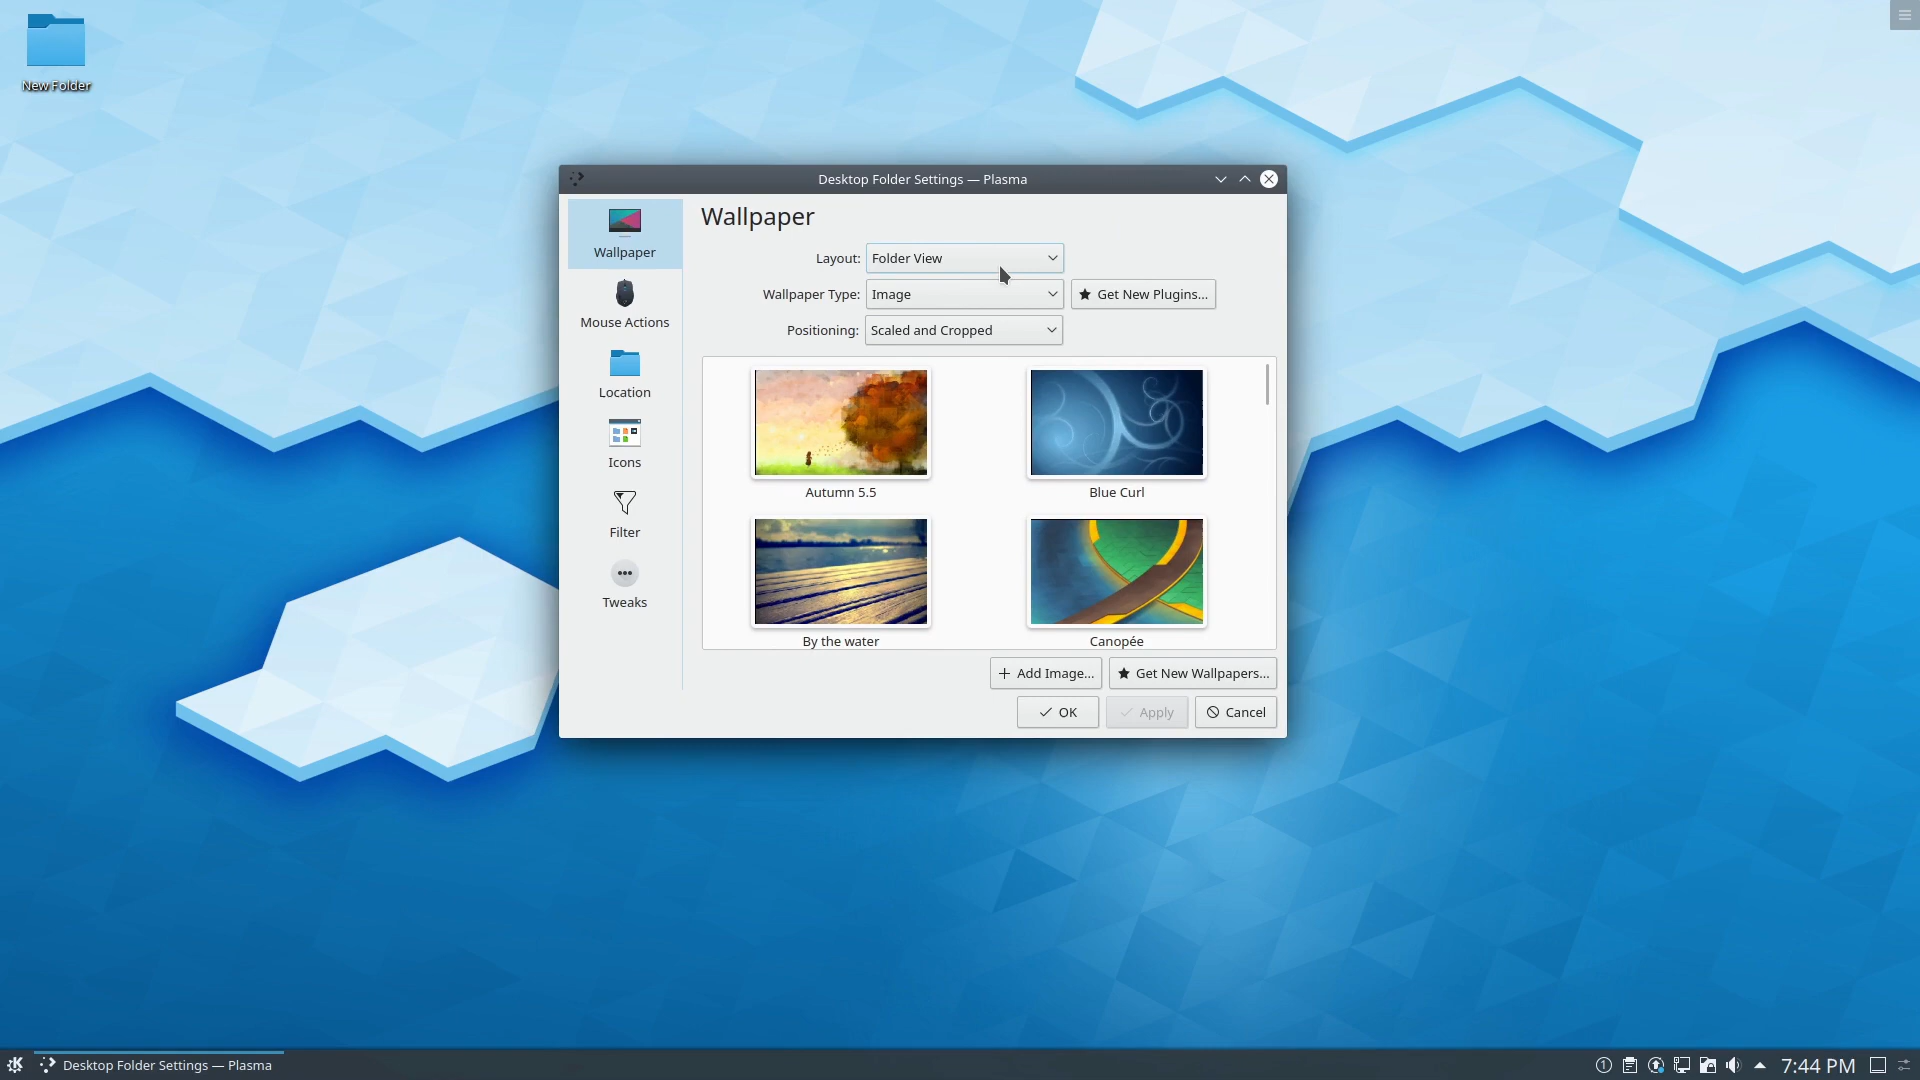 New Folder
Desktop Folder Settings — Plasma
Wallpaper
Mouse Actions
Location
Icons
Filter
Tweaks
Wallpaper
Layout: Folder View
Wallpaper Type: Image Get New Plugins...
Positioning: Scaled and Cropped
Autumn 5.5 Blue Curl
By the water Canopée
Add Image... Get New Wallpapers...
OK Apply Cancel
Desktop Folder Settings — Plasma 1 7:44 PM